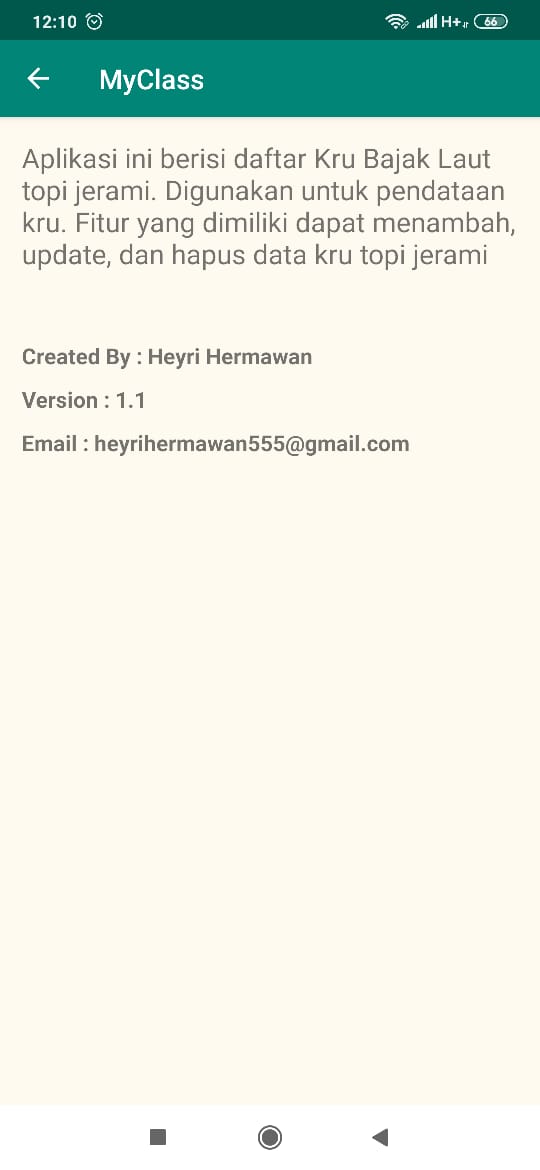 12:10 H+ 66
MyClass
Aplikasi ini berisi daftar Kru Bajak Laut
topi jerami. Digunakan untuk pendataan
kru. Fitur yang dimiliki dapat menambah,
update, dan hapus data kru topi jerami
Created By : Heyri Hermawan
Version : 1.1
Email : heyrihermawan555@gmail.com